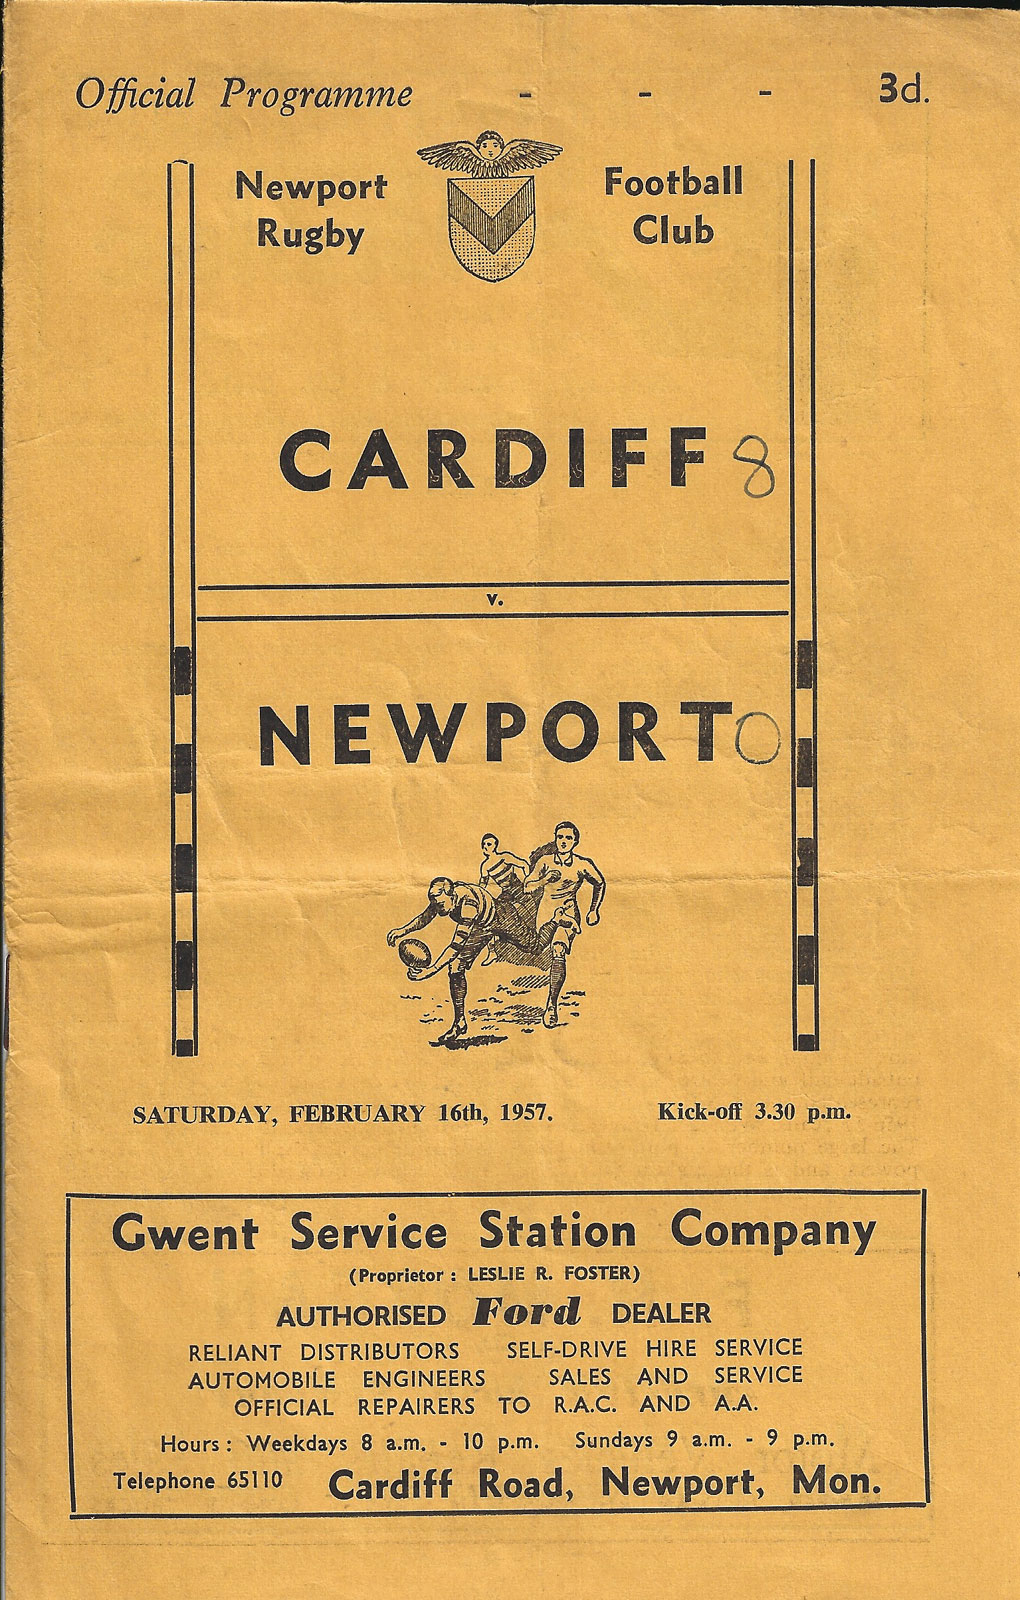 Official Programme - - - 3d.
Newport Football
Rugby Club
CARDIFF 8
v.
NEWPORT 0
SATURDAY, FEBRUARY 16th, 1957. Kick-off 3.30 p.m.
Gwent Service Station Company
(Proprietor : LESLIE R. FOSTER)
AUTHORISED Ford DEALER
RELIANT DISTRIBUTORS SELF-DRIVE HIRE SERVICE
AUTOMOBILE ENGINEERS SALES AND SERVICE
OFFICIAL REPAIRERS TO R.A.C. AND A.A.
Hours : Weekdays 8 a.m. - 10 p.m. Sundays 9 a.m. - 9 p.m.
Telephone 65110 Cardiff Road, Newport, Mon.